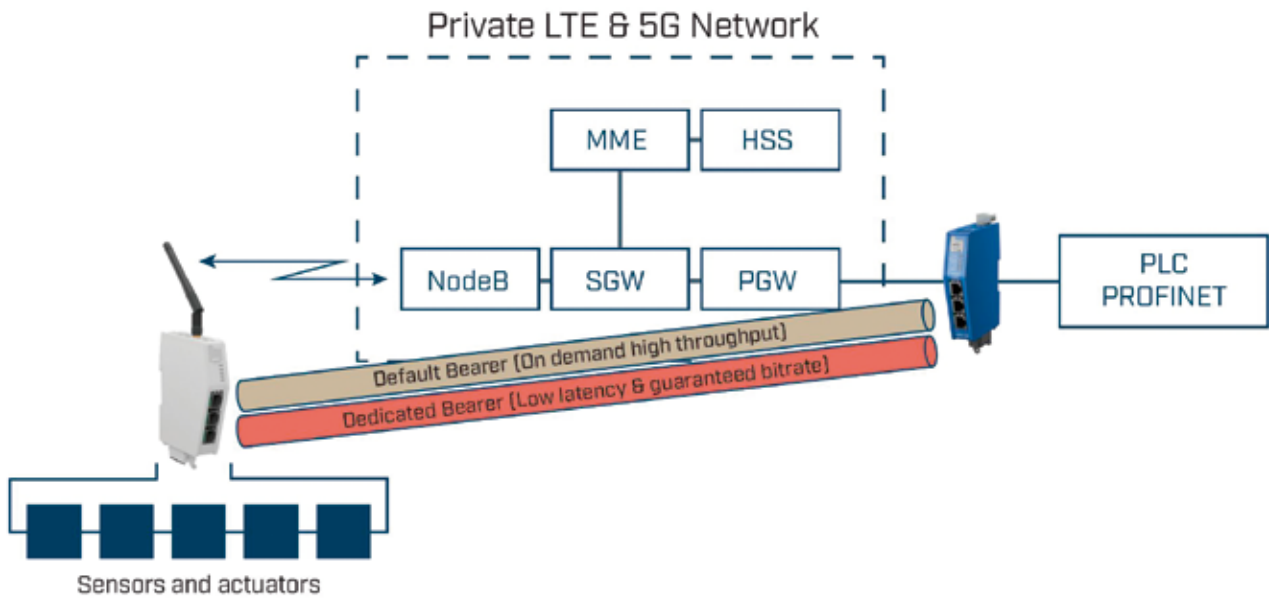 Private LTE & 5G Network
MME
HSS
NodeB
SGW
PGW
PLC
PROFINET
Default Bearer (On demand high throughput)
Dedicated Bearer (Low latency & guaranteed bitrate)
Sensors and actuators